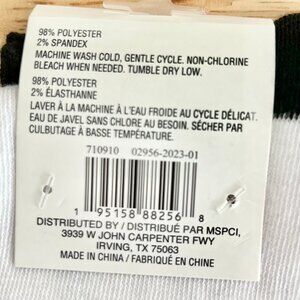 98% POLYESTER
2% SPANDEX
MACHINE WASH COLD, GENTLE CYCLE. NON-CHLORINE
BLEACH WHEN NEEDED. TUMBLE DRY LOW.
98% POLYESTER
2% ÉLASTHANNE
LAVER À LA MACHINE À L'EAU FROIDE AU CYCLE DÉLICAT.
EAU DE JAVEL SANS CHLORE AU BESOIN. SÉCHER PAR
CULBUTAGE À BASSE TEMPÉRATURE.
710910 02956-2023-01
1 95158 88256 8
DISTRIBUTED BY / DISTRIBUÉ PAR MSPCI,
3939 W JOHN CARPENTER FWY
IRVING, TX 75063
MADE IN CHINA / FABRIQUÉ EN CHINE